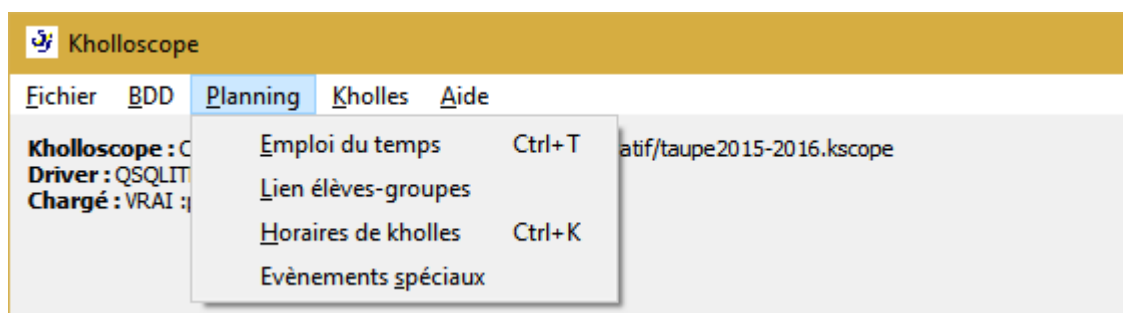 Kholloscope
Fichier BDD Planning Kholles Aide
Kholloscope : C atif/taupe2015-2016.kscope
Driver : QSQLIT
Chargé : VRAI :
Emploi du temps Ctrl+T
Lien élèves-groupes
Horaires de kholles Ctrl+K
Evènements spéciaux